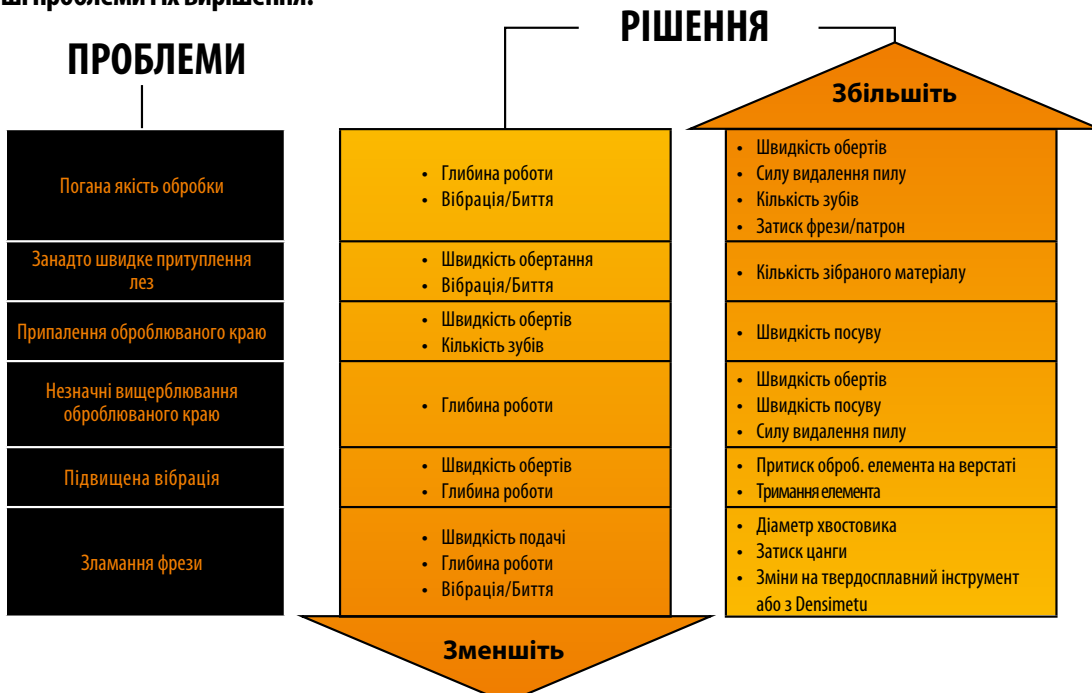 проблеми і їх вирішення:
ПРОБЛЕМИ
РІШЕННЯ
Збільшіть
Погана якість обробки
• Глибина роботи
• Вібрація/Биття
• Швидкість обертів
• Силу видалення пилу
• Кількість зубів
• Затиск фрези/патрон
Занадто швидке притуплення
лез
• Швидкість обертання
• Вібрація/Биття
• Кількість зібраного матеріалу
Припалення оброблюваного краю
• Швидкість обертів
• Кількість зубів
• Швидкість посуву
Незначні вищерблювання
оброблюваного краю
• Глибина роботи
• Швидкість обертів
• Швидкість посуву
• Силу видалення пилу
Підвищена вібрація
• Швидкість обертів
• Глибина роботи
• Притиск оброб. елемента на верстаті
• Тримання елемента
Зламання фрези
• Швидкість подачі
• Глибина роботи
• Вібрація/Биття
• Діаметр хвостовика
• Затиск цанги
• Зміни на твердосплавний інструмент
або з Densimetu
Зменшіть